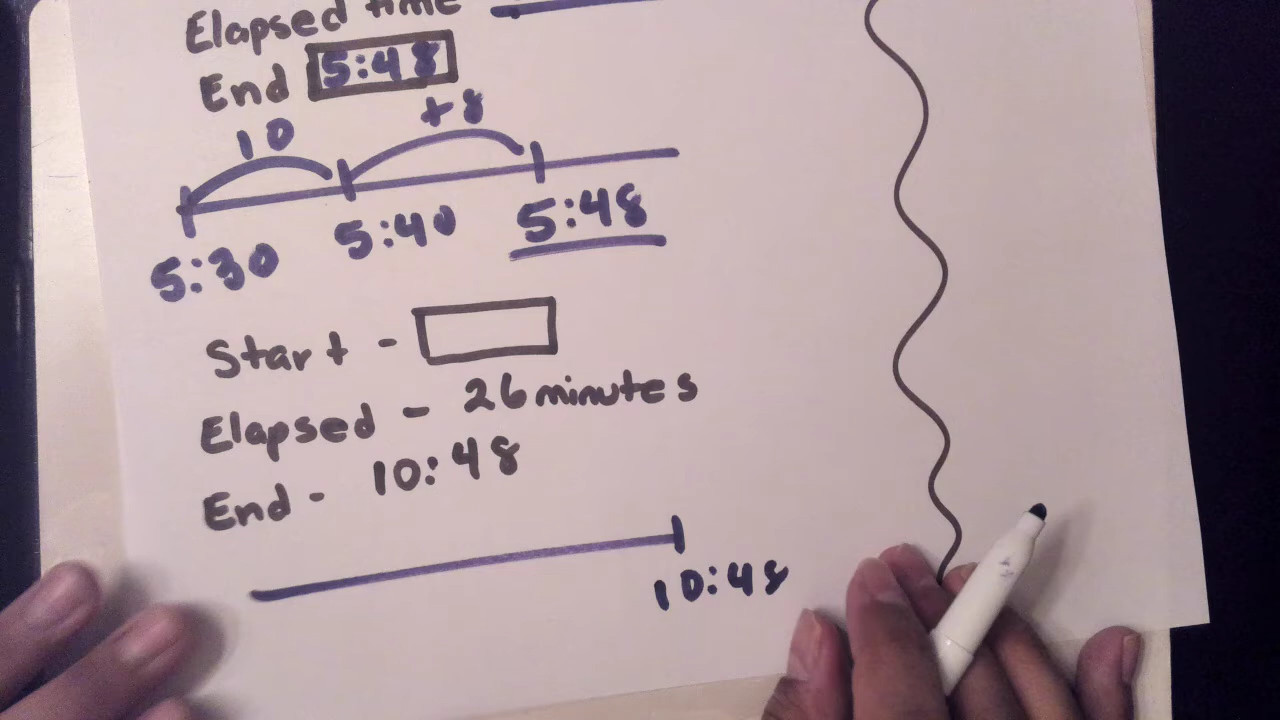 Elapsed time
End 5:48
10 +8
5:30 5:40 5:48
Start -
Elapsed - 26 minutes
End - 10:48
10:48